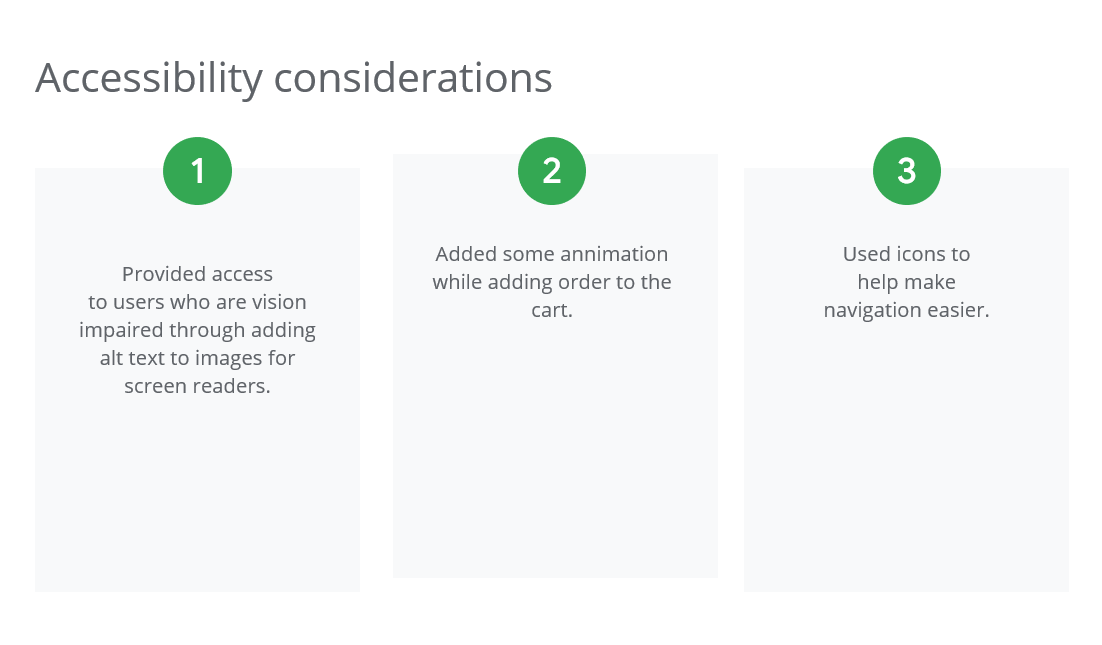 Accessibility considerations
1
Provided access
to users who are vision
impaired through adding
alt text to images for
screen readers.
2
Added some annimation
while adding order to the
cart.
3
Used icons to
help make
navigation easier.